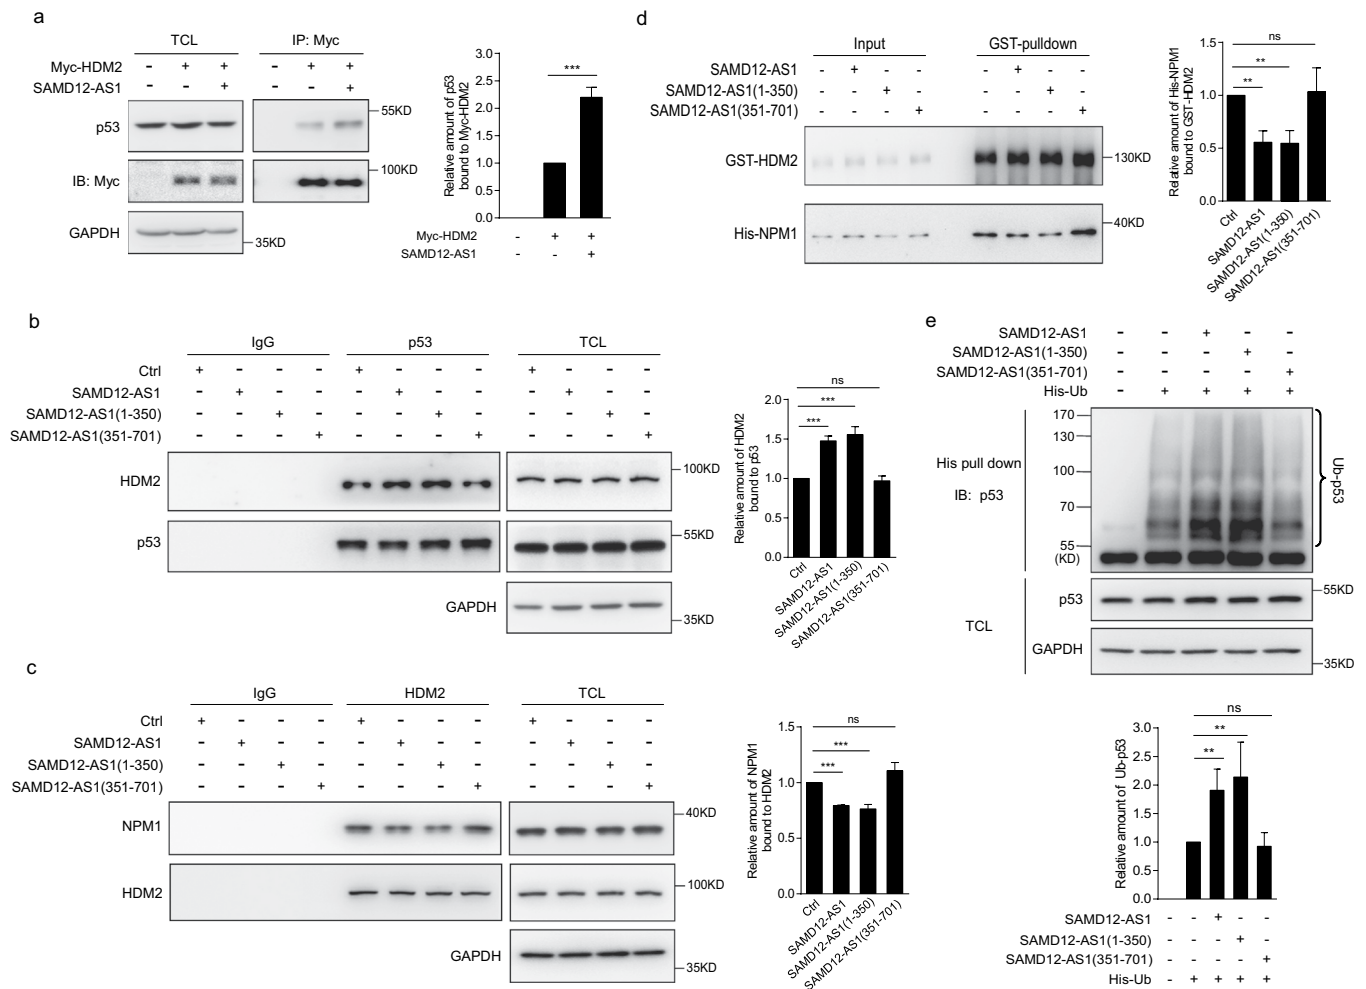 a
TCL IP: Myc
Myc-HDM2 - + + - + +
SAMD12-AS1 - - + - - +
p53
55KD
IB: Myc
100KD
GAPDH
35KD
Relative amount of p53
bound to Myc-HDM2
3.0
2.5
2.0
1.0
0.5
0.0
***
Myc-HDM2 - + +
SAMD12-AS1 - - +
d
Input GST-pulldown
SAMD12-AS1 - + - - - + - -
SAMD12-AS1(1-350) - - + - - - + -
SAMD12-AS1(351-701) - - - + - - - +
GST-HDM2
130KD
40KD
His-NPM1
Relative amount of His-NPM1
bound to GST-HDM2
1.5
1.0
0.5
0.0
ns
**
**
Ctrl
SAMD12-AS1
SAMD12-AS1(1-350)
SAMD12-AS1(351-701)
b
IgG p53 TCL
Ctrl + - - - + - - - + - - -
SAMD12-AS1 - + - - - + - - - + - -
SAMD12-AS1(1-350) - - + - - - + - - - + -
SAMD12-AS1(351-701) - - - + - - - + - - - +
HDM2
100KD
p53
55KD
GAPDH
35KD
Relative amount of HDM2
bound to p53
2.0
1.5
1.0
0.5
0.0
ns
***
***
Ctrl
SAMD12-AS1
SAMD12-AS1(1-350)
SAMD12-AS1(351-701)
e
SAMD12-AS1 - - + - -
SAMD12-AS1(1-350) - - - + -
SAMD12-AS1(351-701) - - - - +
His-Ub - + + + +
His pull down
IB: p53
170
130
100
70
55
(KD)
Ub-p53
TCL
p53
55KD
GAPDH
35KD
Relative amount of Ub-p53
3.0
2.5
2.0
1.5
1.0
0.5
0.0
ns
**
**
SAMD12-AS1 - - + - -
SAMD12-AS1(1-350) - - - + -
SAMD12-AS1(351-701) - - - - +
His-Ub - + + + +
c
IgG HDM2 TCL
Ctrl + - - - + - - - + - - -
SAMD12-AS1 - + - - - + - - - + - -
SAMD12-AS1(1-350) - - + - - - + - - - + -
SAMD12-AS1(351-701) - - - + - - - + - - - +
NPM1
40KD
HDM2
100KD
GAPDH
35KD
Relative amount of NPM1
bound to HDM2
1.5
1.0
0.5
0.0
ns
***
***
Ctrl
SAMD12-AS1
SAMD12-AS1(1-350)
SAMD12-AS1(351-701)